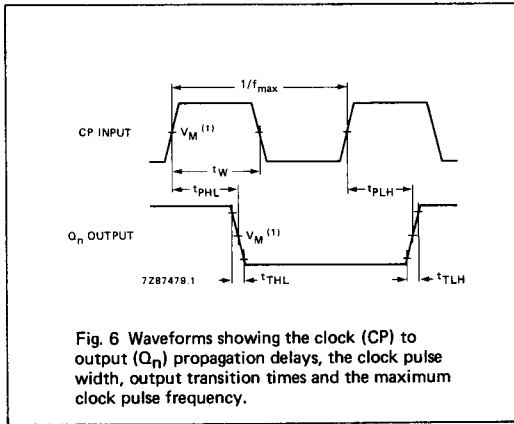 1/fmax
CP INPUT
VM (1)
tW
tPHL
tPLH
Qn OUTPUT
VM (1)
7Z87479.1
tTHL
tTLH
Fig. 6 Waveforms showing the clock (CP) to
output (Qn) propagation delays, the clock pulse
width, output transition times and the maximum
clock pulse frequency.